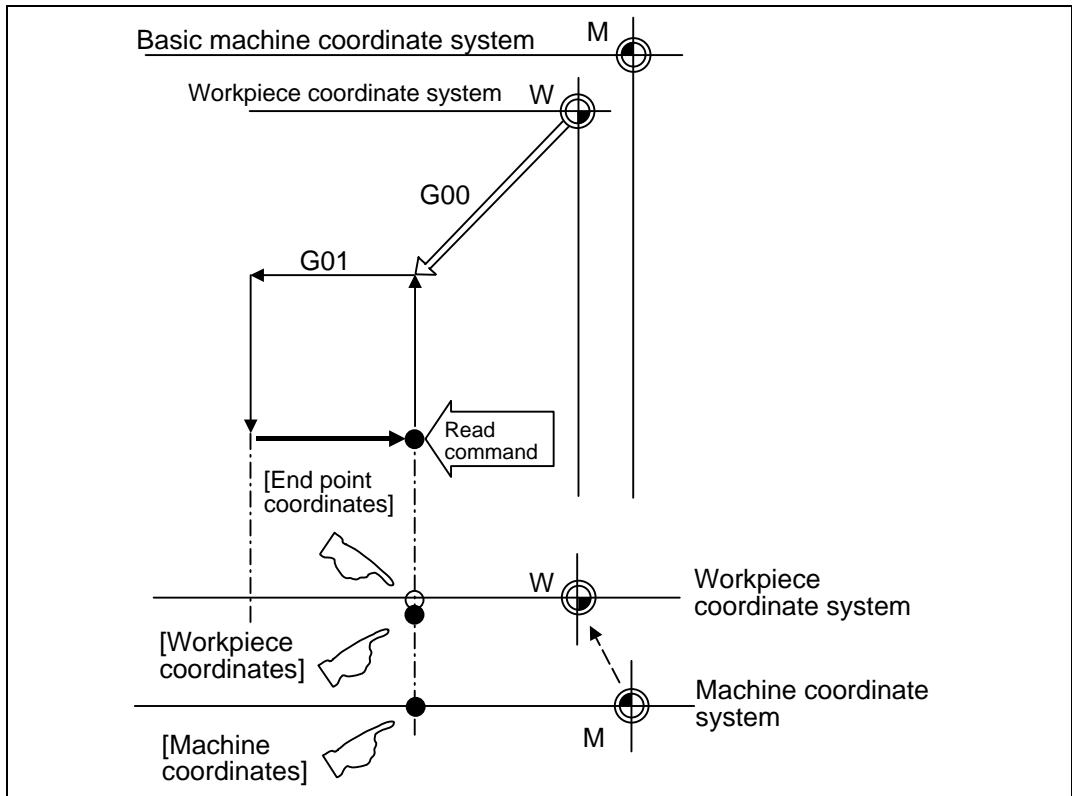 Basic machine coordinate system
M
Workpiece coordinate system
W
G00
G01
Read
command
[End point
coordinates]
W
Workpiece
coordinate system
[Workpiece
coordinates]
Machine coordinate
system
M
[Machine
coordinates]